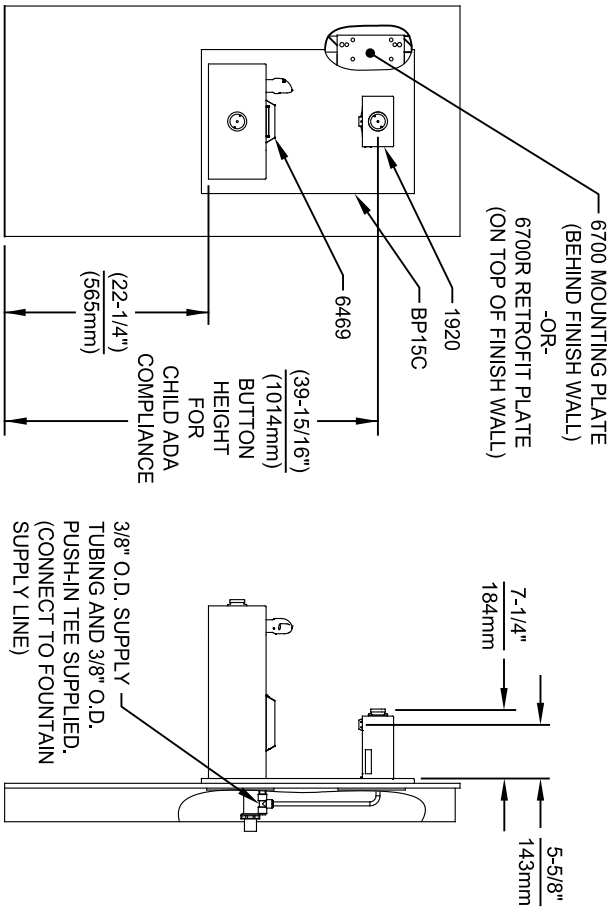 6700 MOUNTING PLATE
(BEHIND FINISH WALL)
-OR-
6700R RETROFIT PLATE
(ON TOP OF FINISH WALL)
1920
BP15C
6469
(39-15/16")
(1014mm)
BUTTON
HEIGHT
FOR
CHILD ADA
COMPLIANCE
(22-1/4")
(565mm)
7-1/4"
184mm
5-5/8"
143mm
3/8" O.D. SUPPLY
TUBING AND 3/8" O.D.
PUSH-IN TEE SUPPLIED.
(CONNECT TO FOUNTAIN
SUPPLY LINE)